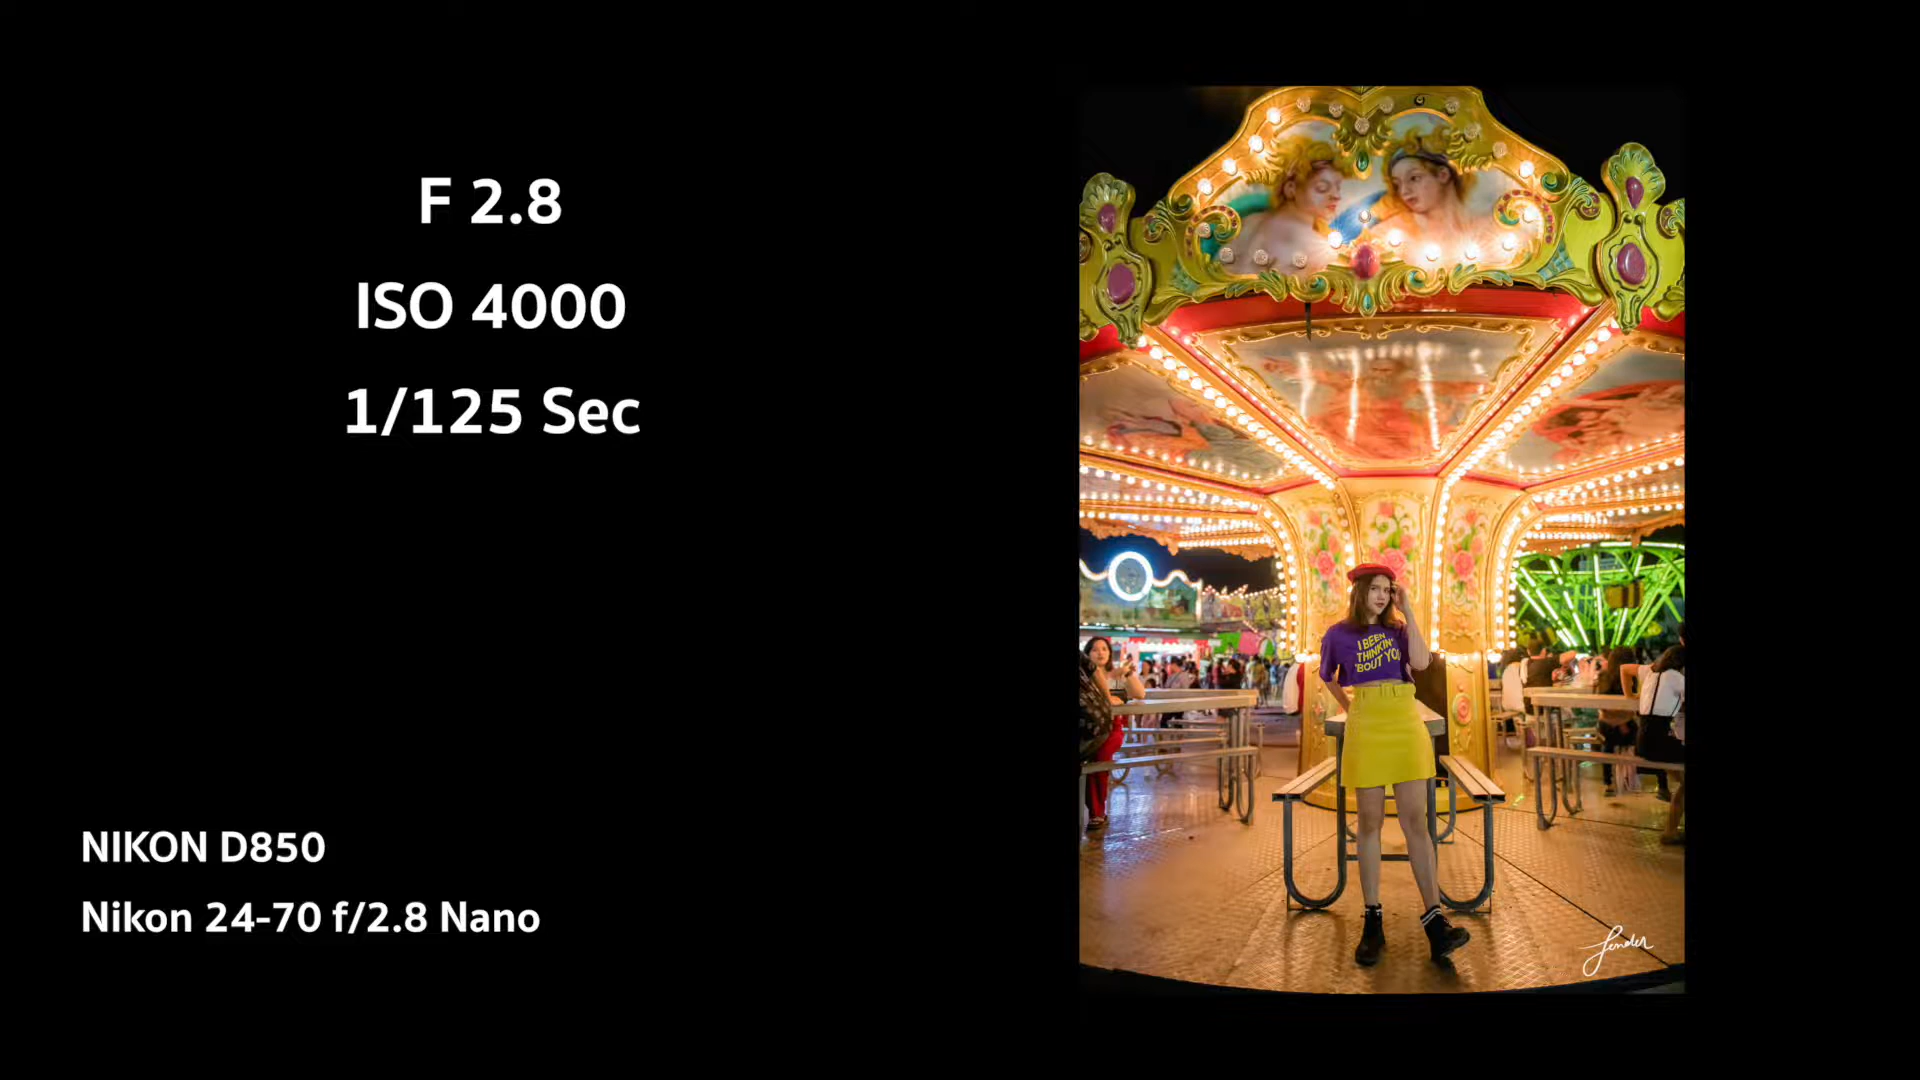 F 2.8
ISO 4000
1/125 Sec
NIKON D850
Nikon 24-70 f/2.8 Nano
I BEEN
THINKIN'
'BOUT YOU
Fender